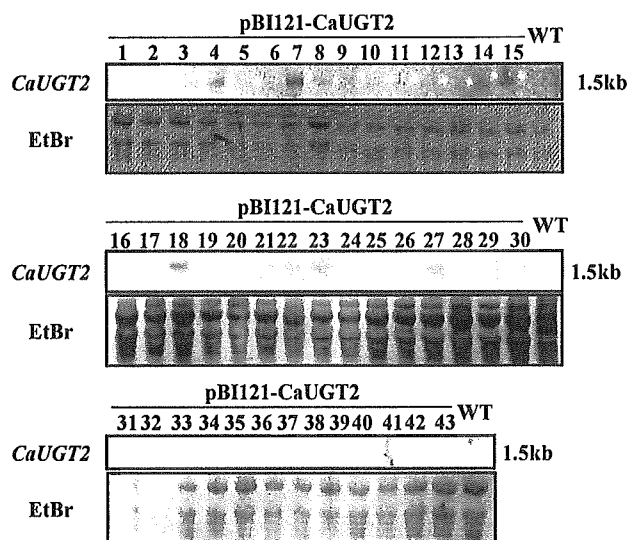 pBI121-CaUGT2 WT
1 2 3 4 5 6 7 8 9 10 11 12 13 14 15
CaUGT2 1.5kb
EtBr
pBI121-CaUGT2 WT
16 17 18 19 20 21 22 23 24 25 26 27 28 29 30
CaUGT2 1.5kb
EtBr
pBI121-CaUGT2
31 32 33 34 35 36 37 38 39 40 41 42 43 WT
CaUGT2 1.5kb
EtBr